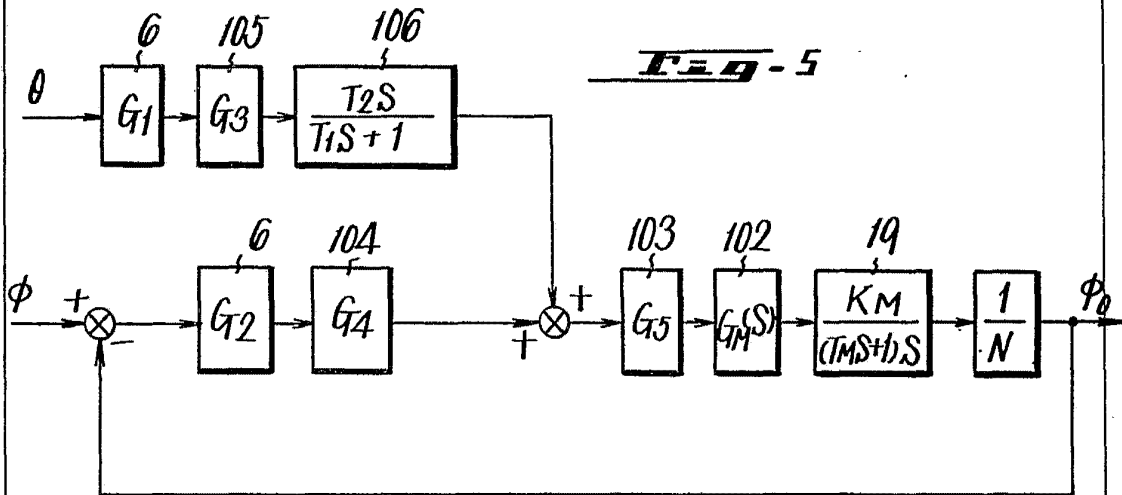 6 105 106
Fig-5
θ G1 G3 T2S
T1S+1
6 104 103 102 19
ϕ + - G2 G4 + + G5 GM(S) KM
(TMS+1)S
1
N
ϕ0